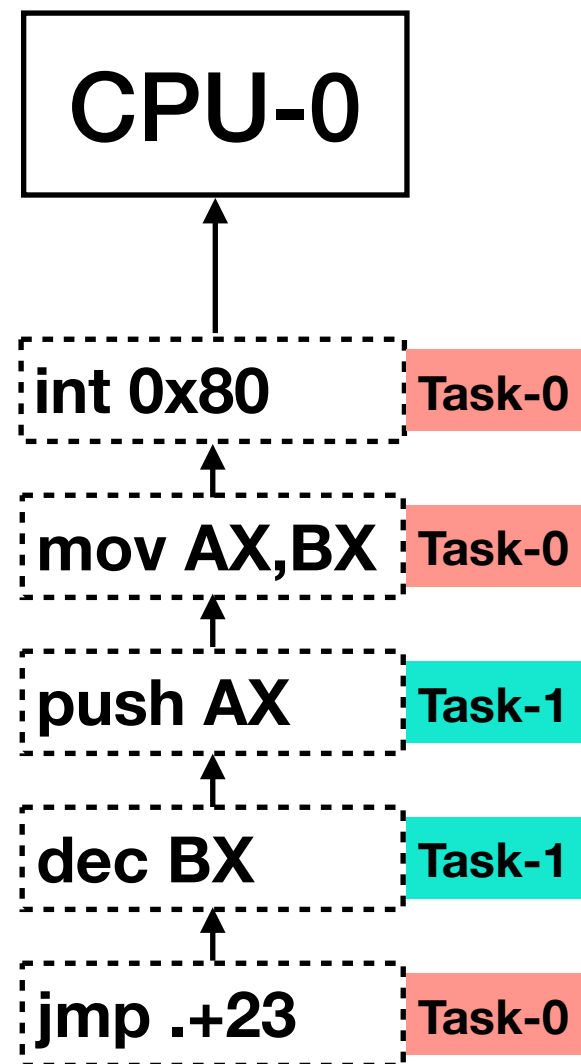 CPU-0
int 0x80 Task-0
mov AX,BX Task-0
push AX Task-1
dec BX Task-1
jmp .+23 Task-0